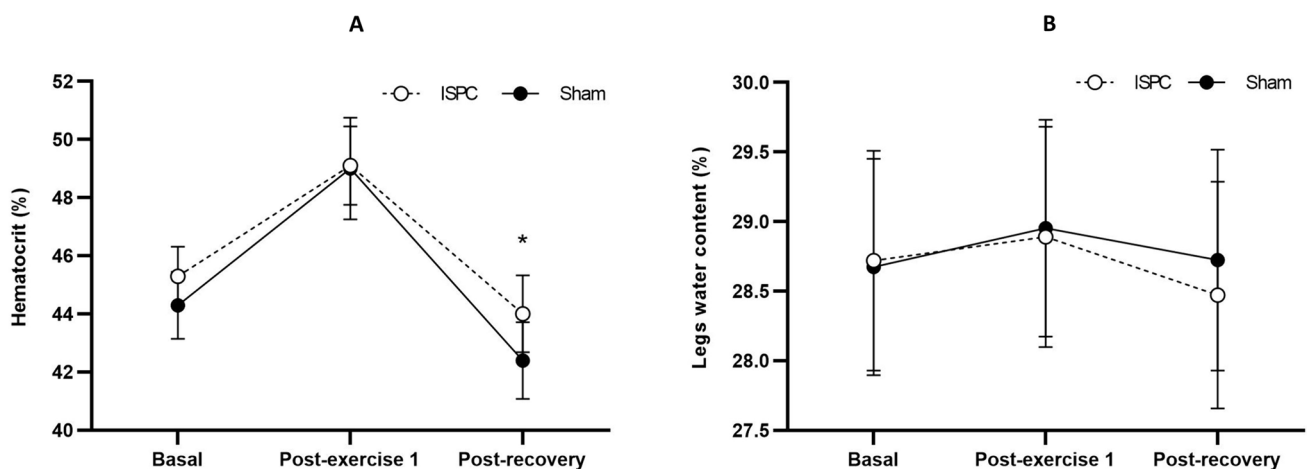 A
ISPC
Sham
Hematocrit (%)
52
50
48
46
44
42
40
*
Basal
Post-exercise 1
Post-recovery
B
ISPC
Sham
Legs water content (%)
30.0
29.5
29.0
28.5
28.0
27.5
Basal
Post-exercise 1
Post-recovery